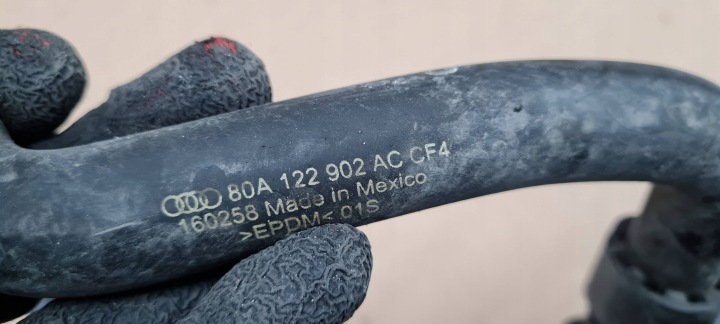 80A 122 902 AC CF4
160258 Made in Mexico
>EPDM< 01S